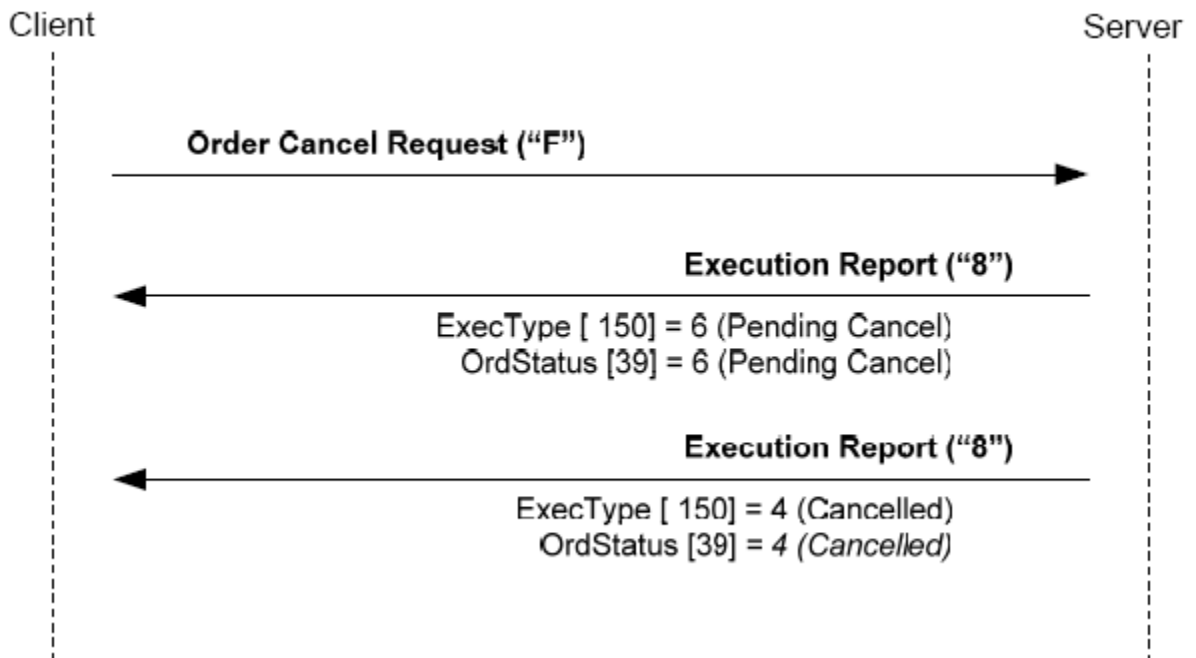 Client
Server
Order Cancel Request (“F”)
Execution Report (“8”)
ExecType [ 150] = 6 (Pending Cancel)
OrdStatus [39] = 6 (Pending Cancel)
Execution Report (“8”)
ExecType [ 150] = 4 (Cancelled)
OrdStatus [39] = 4 (Cancelled)